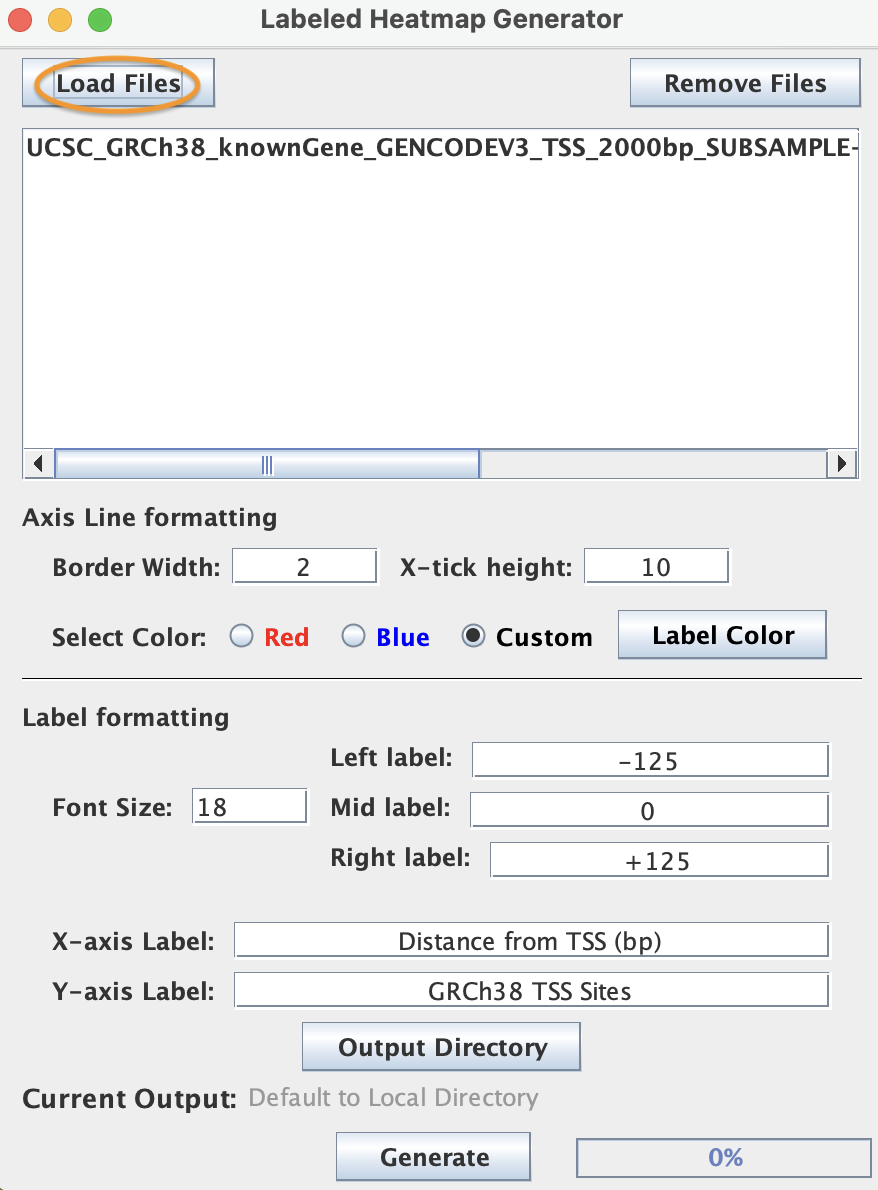 Labeled Heatmap Generator
Load Files Remove Files
UCSC_GRCh38_knownGene_GENCODEV3_TSS_2000bp_SUBSAMPLE-
Axis Line formatting
Border Width: 2 X-tick height: 10
Select Color: Red Blue Custom Label Color
Label formatting
Left label: -125
Font Size: 18 Mid label: 0
Right label: +125
X-axis Label: Distance from TSS (bp)
Y-axis Label: GRCh38 TSS Sites
Output Directory
Current Output: Default to Local Directory
Generate 0%